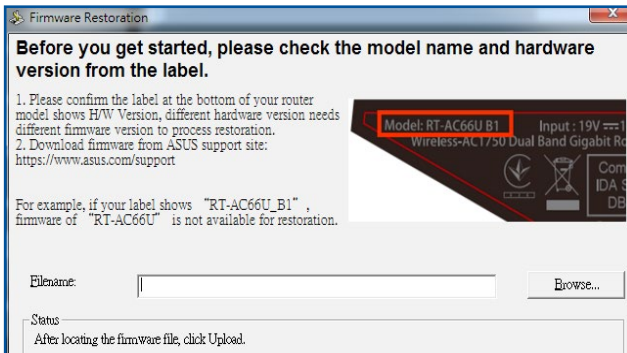 Firmware Restoration
Before you get started, please check the model name and hardware
version from the label.
1. Please confirm the label at the bottom of your router
model shows H/W Version, different hardware version needs
different firmware version to process restoration.
2. Download firmware from ASUS support site:
https://www.asus.com/support
For example, if your label shows “RT-AC66U_B1”,
firmware of “RT-AC66U” is not available for restoration.
Model: RT-AC66U B1 Input : 19V
Wireless-AC1750 Dual Band Gigabit Ro
Com
IDA S
DB
Filename: Browse...
Status
After locating the firmware file, click Upload.